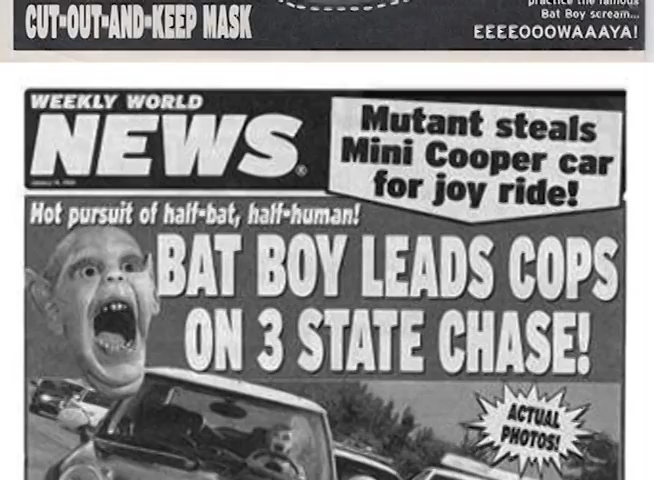 practice the famous
Bat Boy scream...
CUT-OUT-AND-KEEP MASK
EEEEOOOWAAAYA!
WEEKLY WORLD
NEWS®
Mutant steals
Mini Cooper car
for joy ride!
Hot pursuit of half-bat, half-human!
BAT BOY LEADS COPS
ON 3 STATE CHASE!
ACTUAL
PHOTOS!